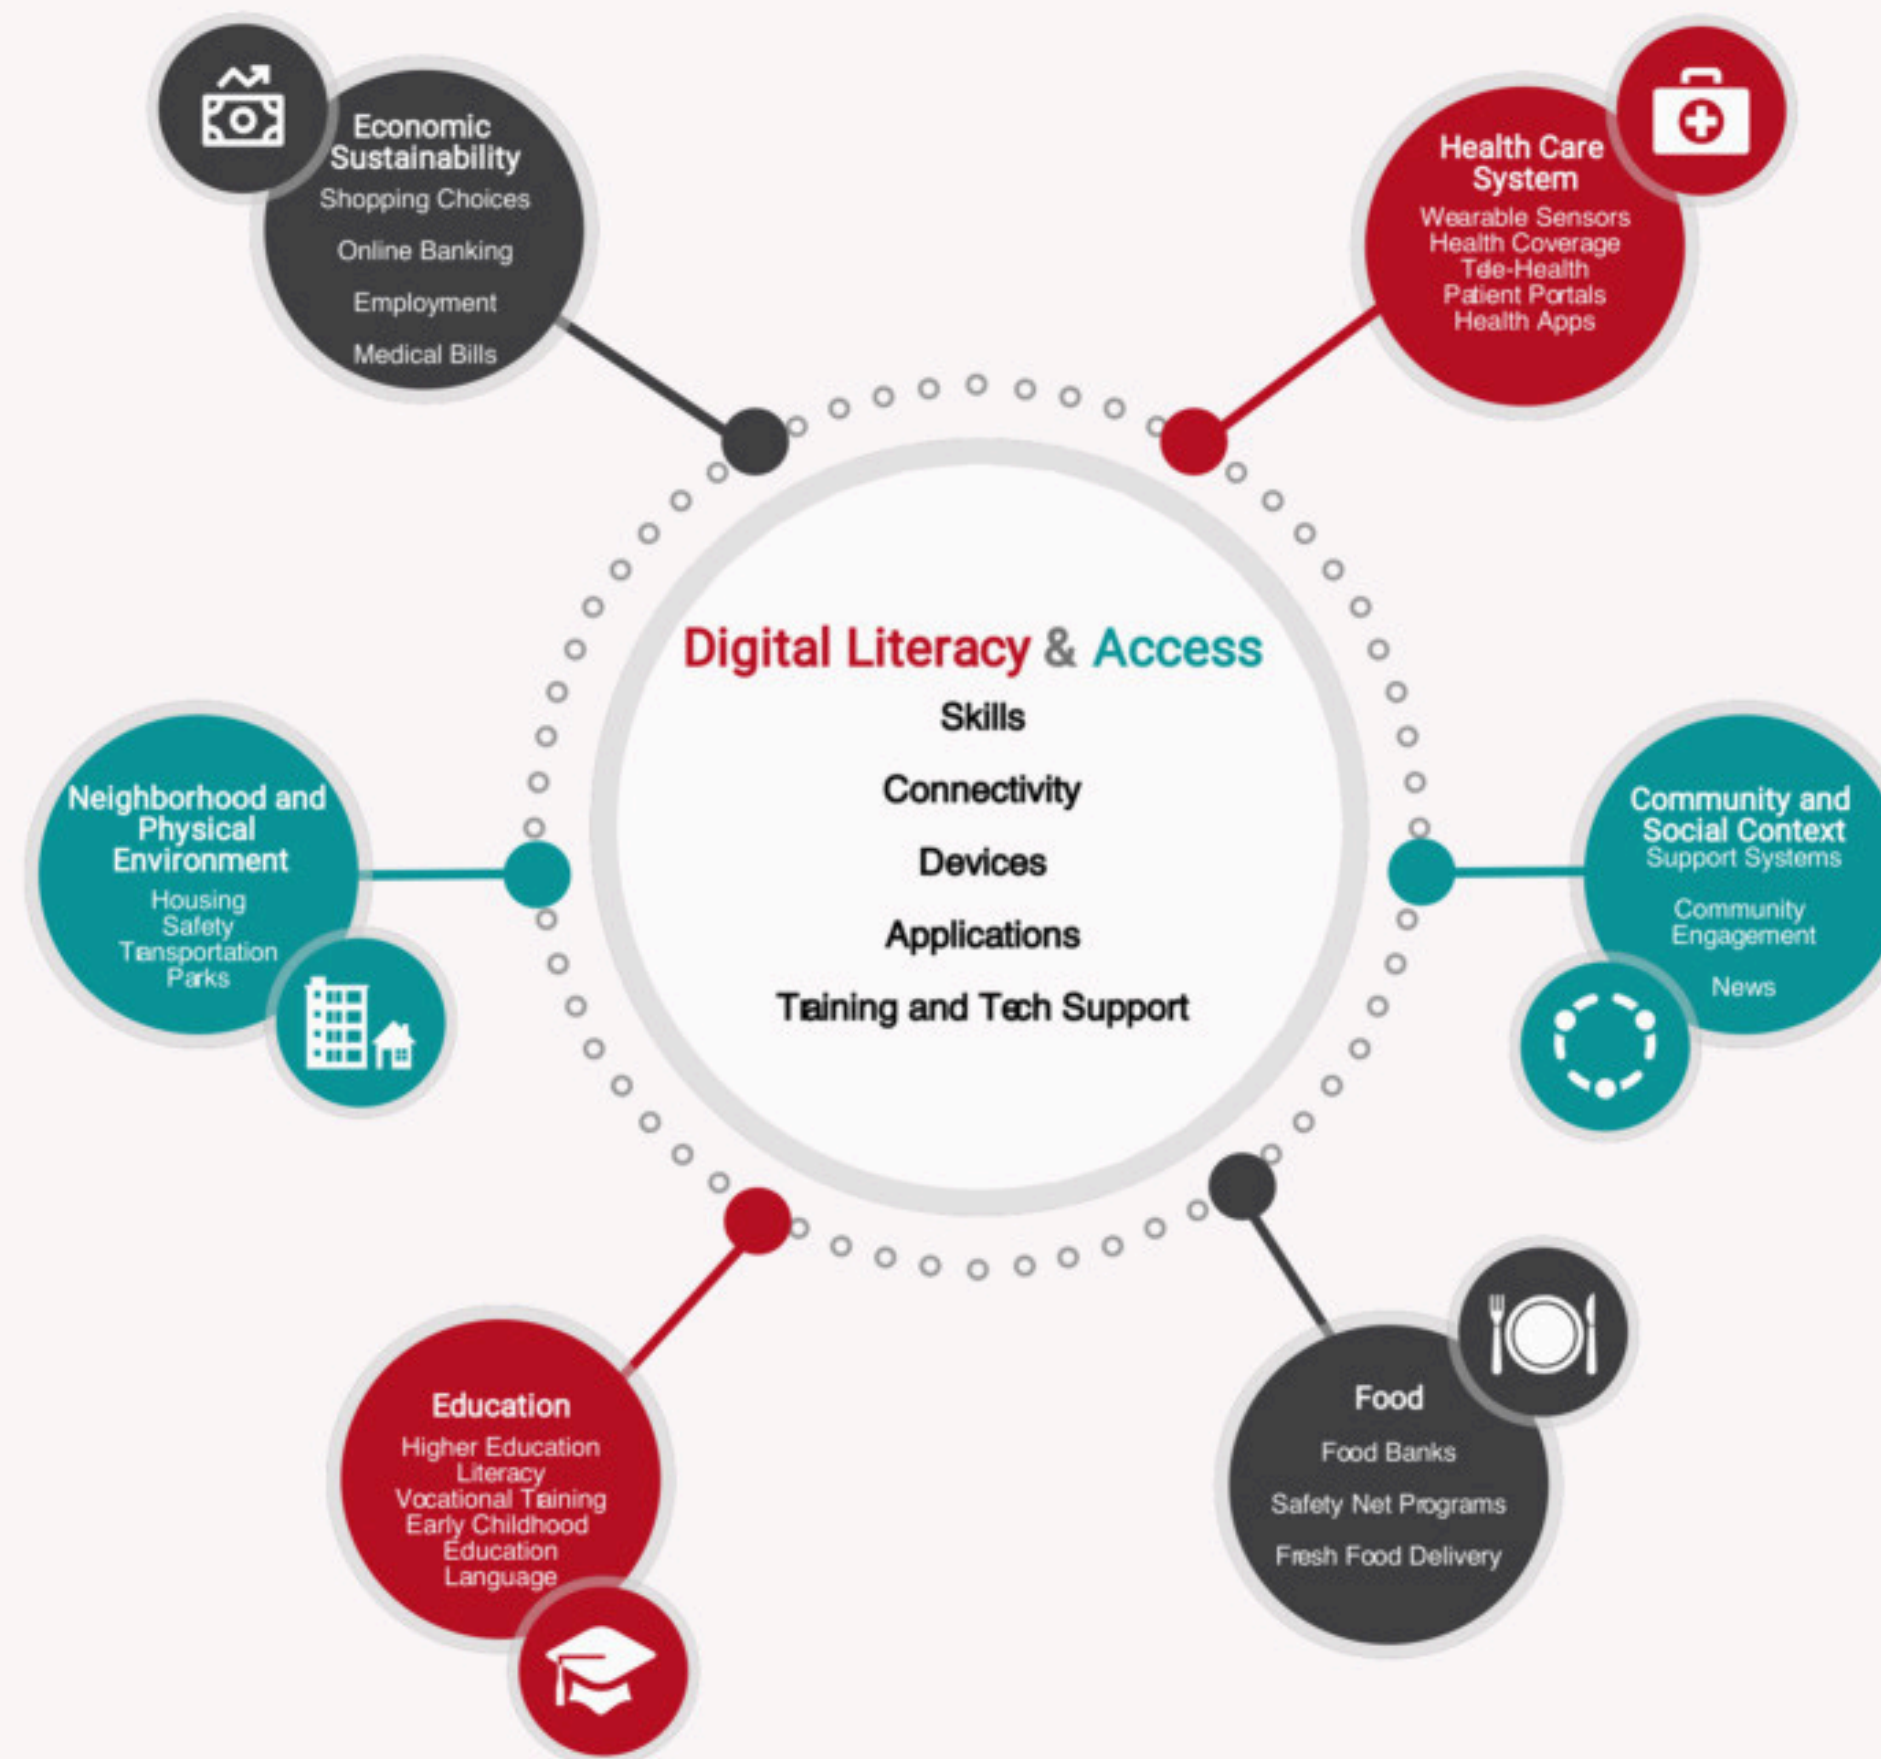 Economic
Sustainability
Shopping Choices
Online Banking
Employment
Medical Bills
Health Care
System
Wearable Sensors
Health Coverage
Tele-Health
Patient Portals
Health Apps
Digital Literacy & Access
Skills
Connectivity
Devices
Applications
Training and Tech Support
Neighborhood and
Physical
Environment
Housing
Safety
Transportation
Parks
Community and
Social Context
Support Systems
Community
Engagement
News
Education
Higher Education
Literacy
Vocational Training
Early Childhood
Education
Language
Food
Food Banks
Safety Net Programs
Fresh Food Delivery